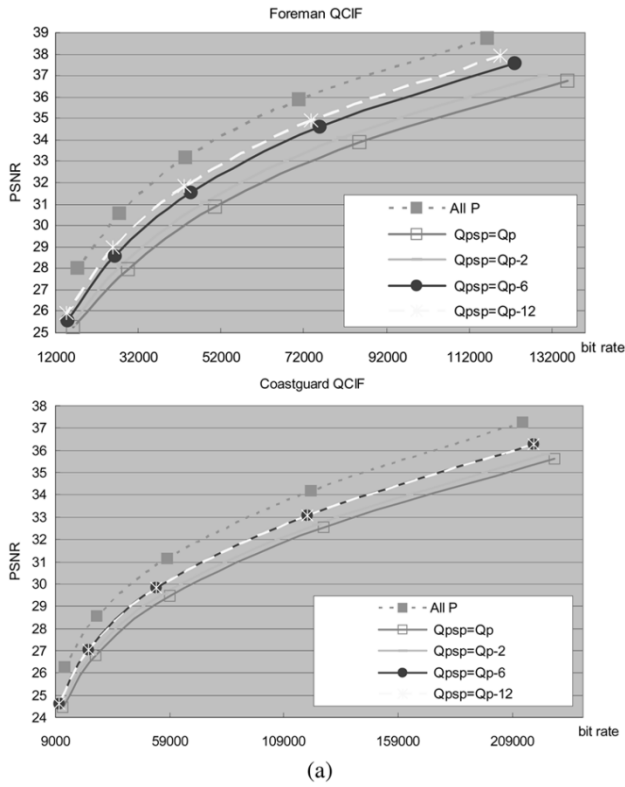 Foreman QCIF
PSNR
39
38
37
36
35
34
33
32
31
30
29
28
27
26
25
All P
Qpsp=Qp
Qpsp=Qp-2
Qpsp=Qp-6
Qpsp=Qp-12
12000 32000 52000 72000 92000 112000 132000
bit rate
Coastguard QCIF
PSNR
38
37
36
35
34
33
32
31
30
29
28
27
26
25
24
All P
Qpsp=Qp
Qpsp=Qp-2
Qpsp=Qp-6
Qpsp=Qp-12
9000 59000 109000 159000 209000
bit rate
(a)